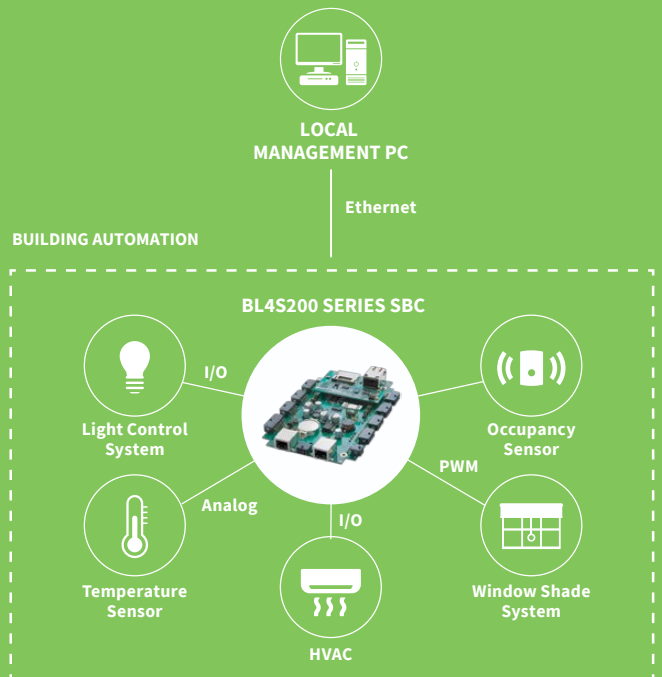 LOCAL
MANAGEMENT PC
Ethernet
BUILDING AUTOMATION
BL4S200 SERIES SBC
I/O
Light Control
System
Occupancy
Sensor
PWM
Analog
I/O
Temperature
Sensor
Window Shade
System
HVAC